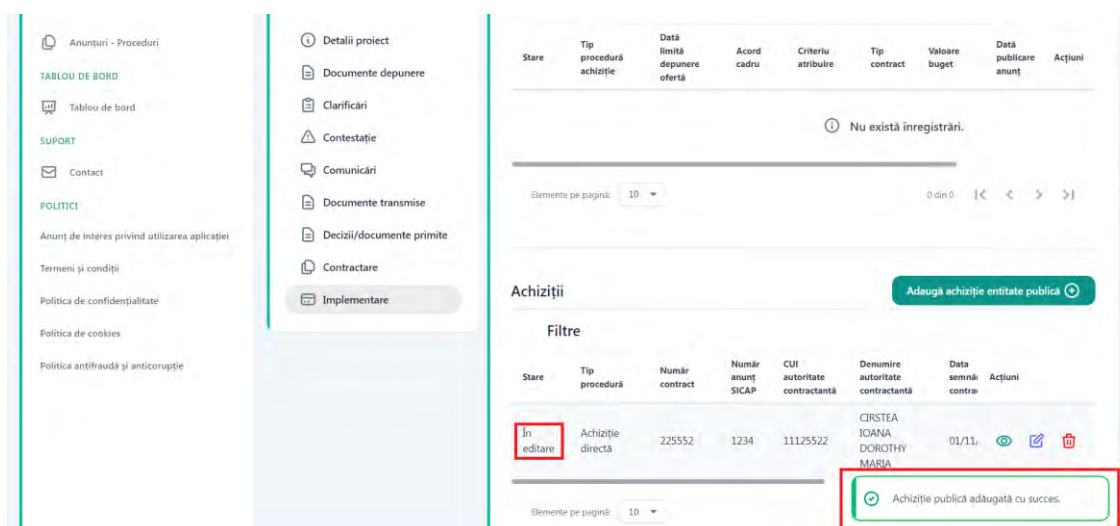 Anunțuri - Proceduri
TABLOU DE BORD
Tablou de bord
SUPORT
Contact
POLITICI
Anunț de interes privind utilizarea aplicației
Termeni și condiții
Politica de confidențialitate
Politica de cookies
Politica antifraudă și anticorupție
Detalii proiect
Documente depunere
Clarificări
Contestație
Comunicări
Documente transmise
Decizii/documente primite
Contractare
Implementare
Stare
Tip procedură achiziție
Dată limită depunere ofertă
Acord cadru
Criteriu atribuire
Tip contract
Valoare buget
Dată publicare anunț
Acțiuni
Nu există înregistrări.
Elemente pe pagină: 10
0 din 0
Achiziții
Adaugă achiziție entitate publică
Filtre
Stare
Tip procedură
Număr contract
Număr anunț SICAP
CUI autoritate contractantă
Denumire autoritate contractantă
Data semnă contra
Acțiuni
În editare
Achiziție directă
225552
1234
11125522
CIRSTEA IOANA DOROTHY MARIA
01/11/
Achiziție publică adăugată cu succes.
Elemente pe pagină: 10